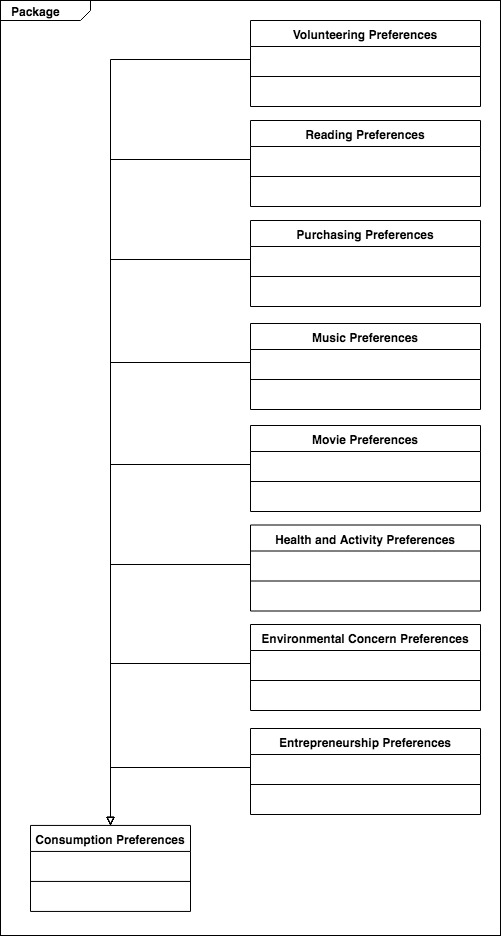 Package
Volunteering Preferences
Reading Preferences
Purchasing Preferences
Music Preferences
Movie Preferences
Health and Activity Preferences
Environmental Concern Preferences
Entrepreneurship Preferences
Consumption Preferences